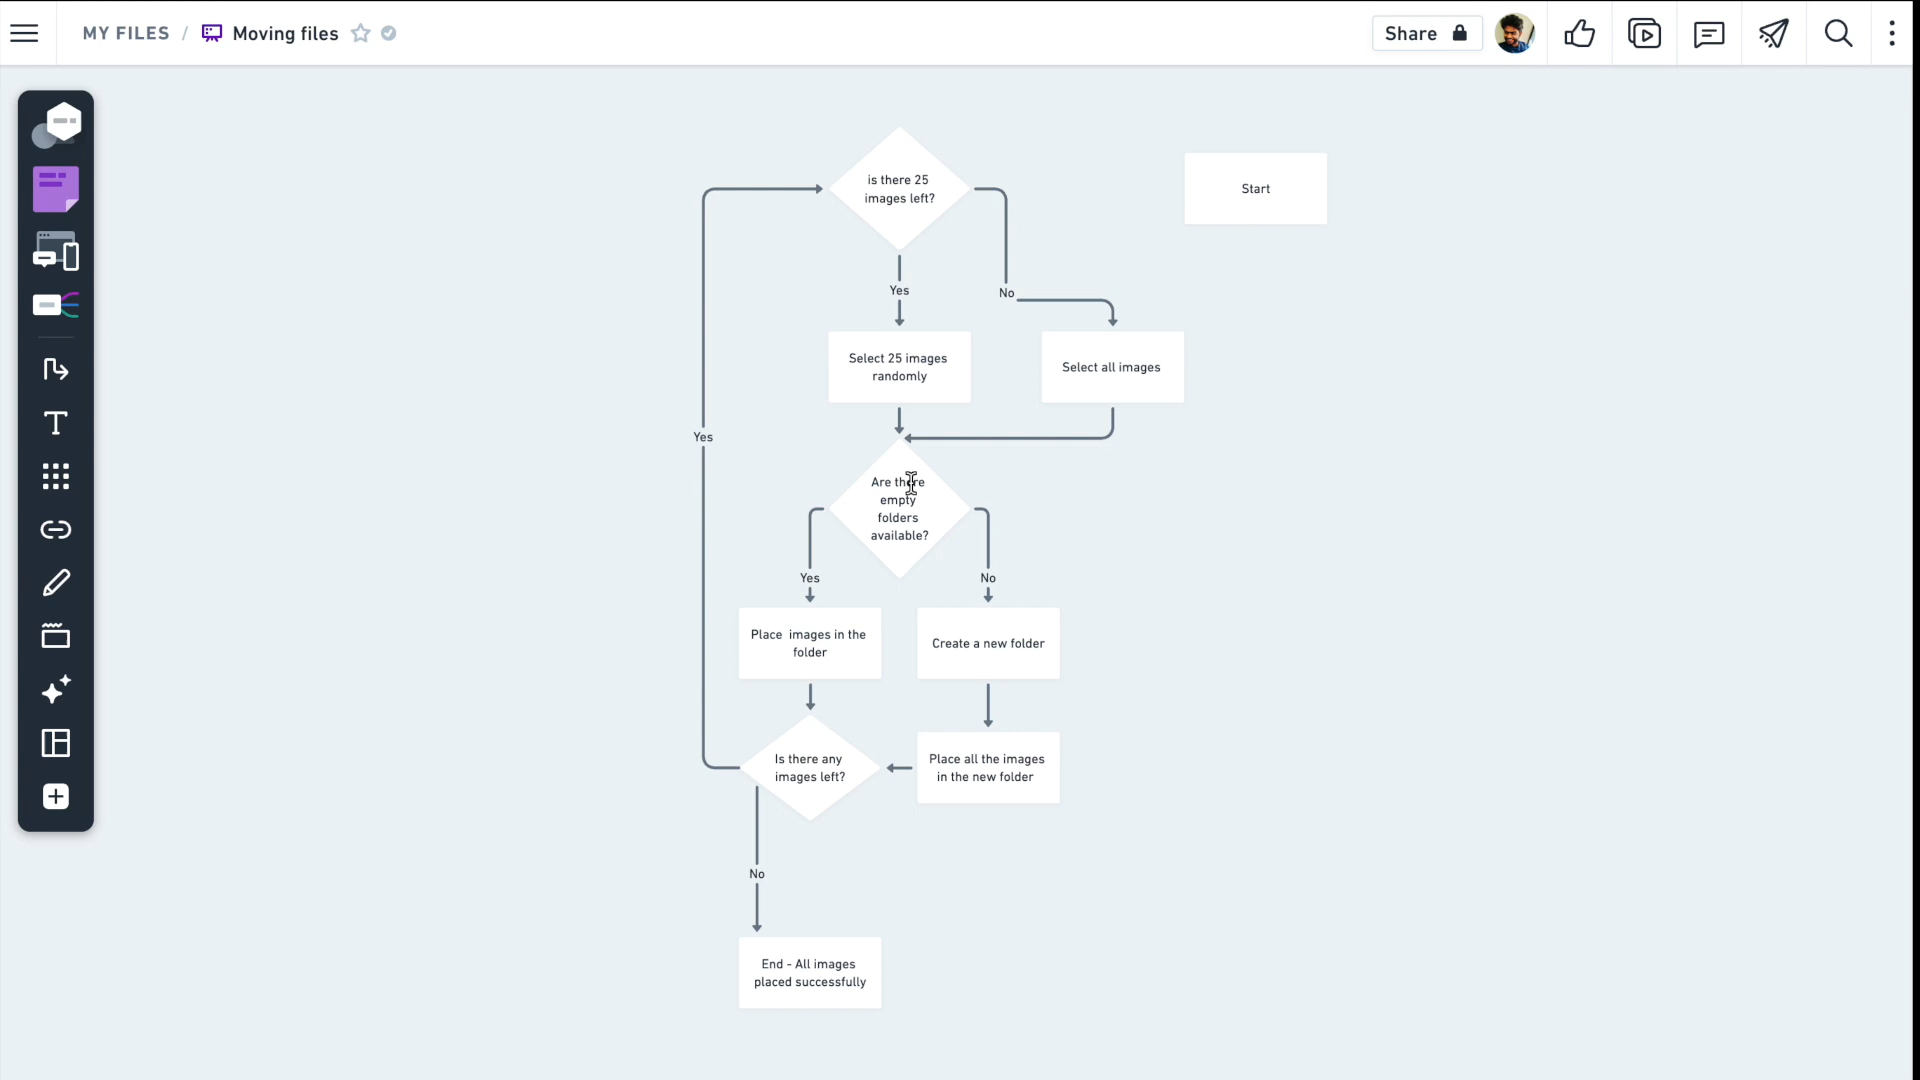 MY FILES / Moving files
Share
is there 25
images left?
Start
Yes
No
Select 25 images
randomly
Select all images
Yes
Are there
empty
folders
available?
Yes
No
Place  images in the
folder
Create a new folder
Is there any
images left?
Place all the images
in the new folder
No
End - All images
placed successfully
T